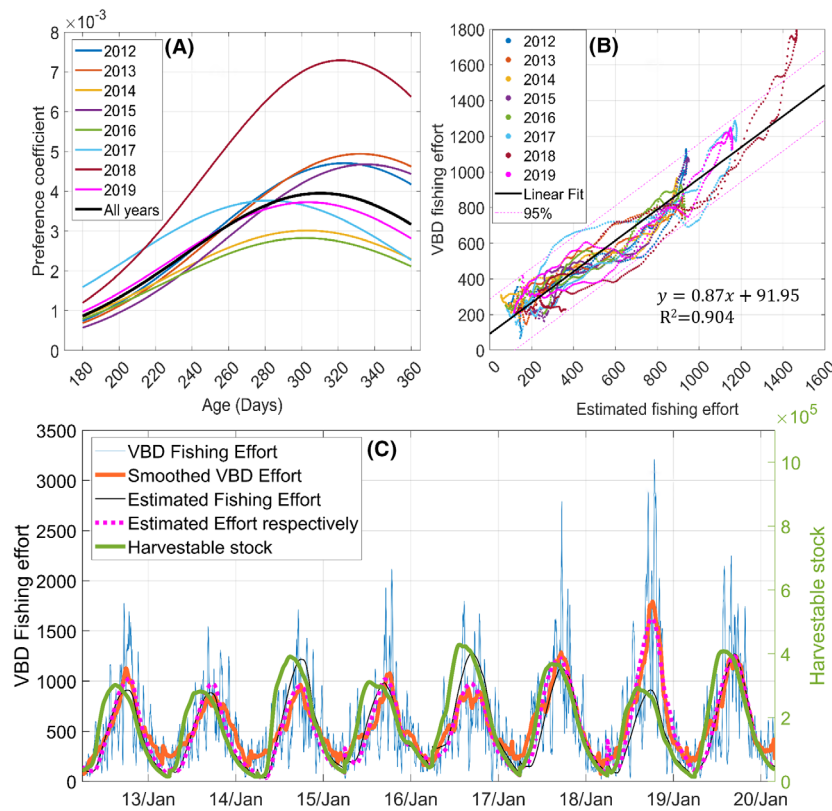 ×10⁻³
(A)
8
7
6
5
4
3
2
1
0
Preference coefficient
2012
2013
2014
2015
2016
2017
2018
2019
All years
180
200
220
240
260
280
300
320
340
360
Age (Days)
(B)
1800
1600
1400
1200
1000
800
600
400
200
0
VBD fishing effort
2012
2013
2014
2015
2016
2017
2018
2019
Linear Fit
95%
y = 0.87x + 91.95
R²=0.904
0
200
400
600
800
1000
1200
1400
1600
Estimated fishing effort
(C)
3500
3000
2500
2000
1500
1000
500
0
VBD Fishing effort
VBD Fishing Effort
Smoothed VBD Effort
Estimated Fishing Effort
Estimated Effort respectively
Harvestable stock
×10⁵
10
8
6
4
2
0
Harvestable stock
13/Jan
14/Jan
15/Jan
16/Jan
17/Jan
18/Jan
19/Jan
20/Jan